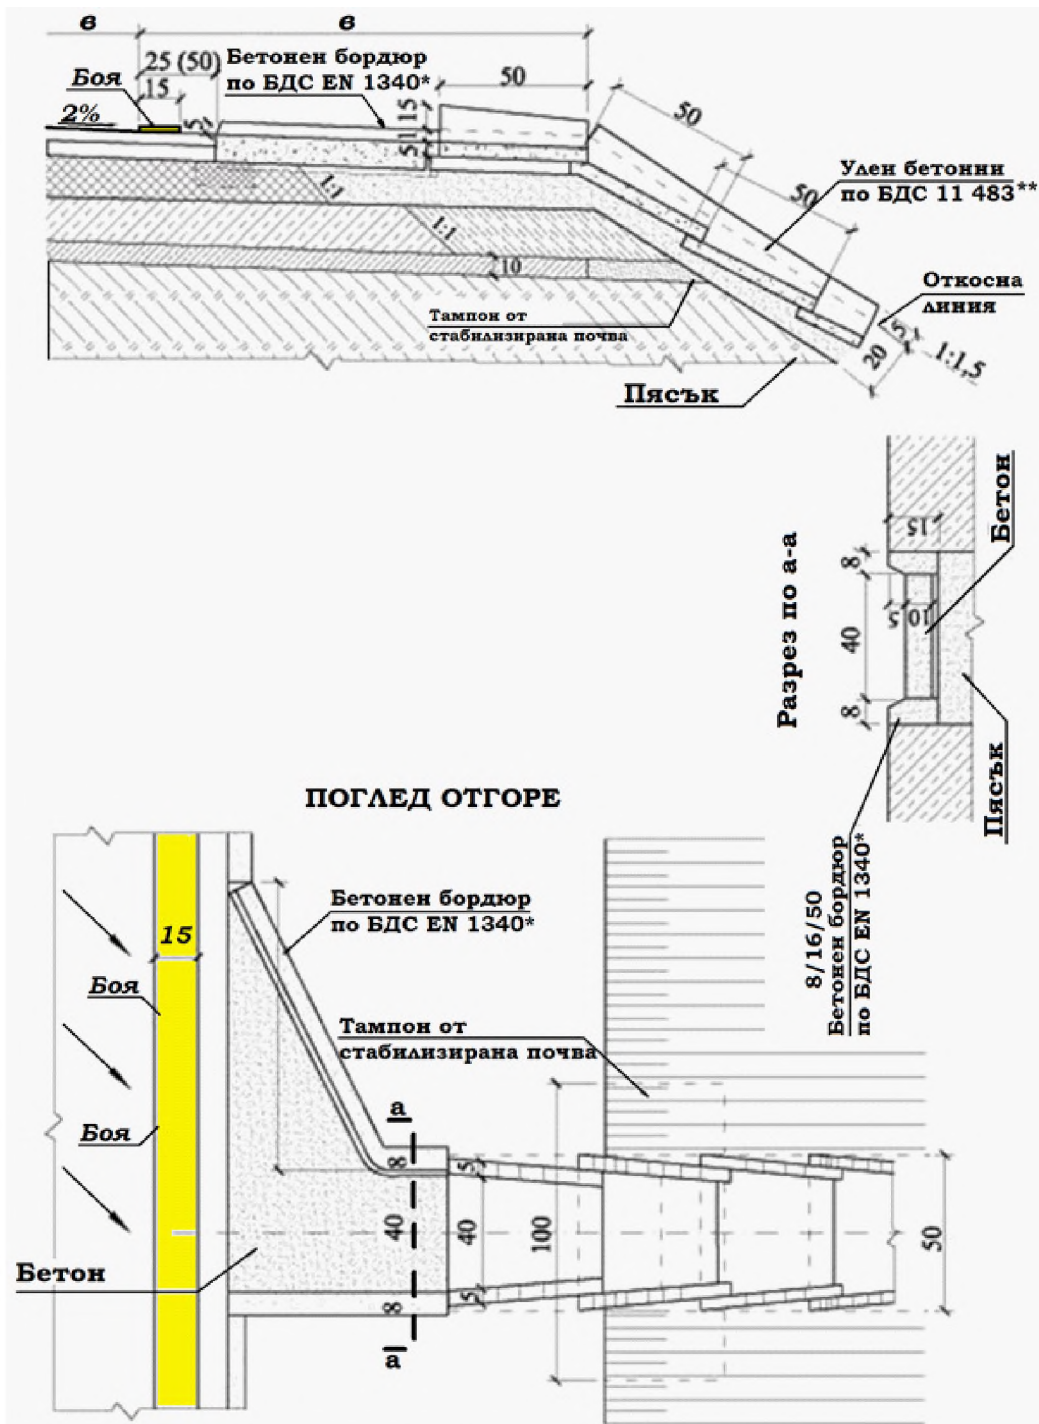 в
в
25 (50)
Боя
15
2%
5
Бетонен бордюр
по БДС EN 1340*
50
15
1
5
50
50
Улеи бетонни
по БДС 11 483**
1:1
1:1
10
Тампон от
стабилизирана почва
Откосна
линия
5
20
1:1,5
Пясък
Разрез по а-а
15
8
40
8
5
10
Бетон
Пясък
8/16/50
Бетонен бордюр
по БДС EN 1340*
ПОГЛЕД ОТГОРЕ
Бетонен бордюр
по БДС EN 1340*
15
Боя
Тампон от
стабилизирана почва
Боя
а
8
5
40
40
100
50
Бетон
8
5
а